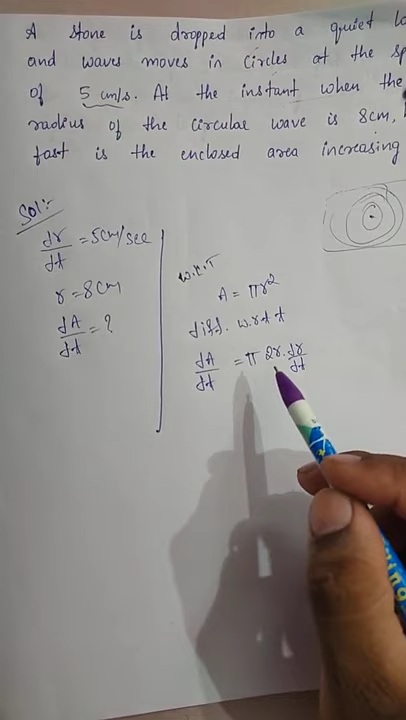 A stone is dropped into a quiet
and waves moves in circles at the
of 5 cm/s. At the instant when the
radius of the circular wave is 8cm,
fast is the enclosed area increasing
Sol:-
dr/dt = 5cm/sec
r = 8cm
dA/dt = ?
W.K.T
A = πr²
diff. w.r.t t
dA/dt = π 2r. dr/dt